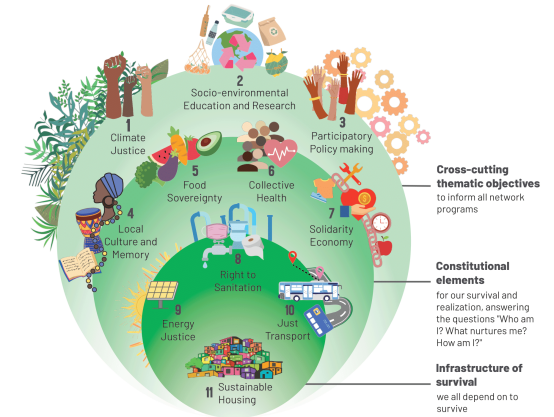 2
Socio-environmental
Education and Research
1
Climate
Justice
3
Participatory
Policy making
5
Food
Sovereignty
6
Collective
Health
4
Local
Culture and
Memory
7
Solidarity
Economy
8
Right to
Sanitation
9
Energy
Justice
10
Just
Transport
11 Sustainable
Housing
Cross-cutting
thematic objectives
to inform all network
programs
Constitutional
elements
for our survival and
realization, answering
the questions "Who am
I? What nurtures me?
How am I?"
Infrastructure of
survival
we all depend on to
survive